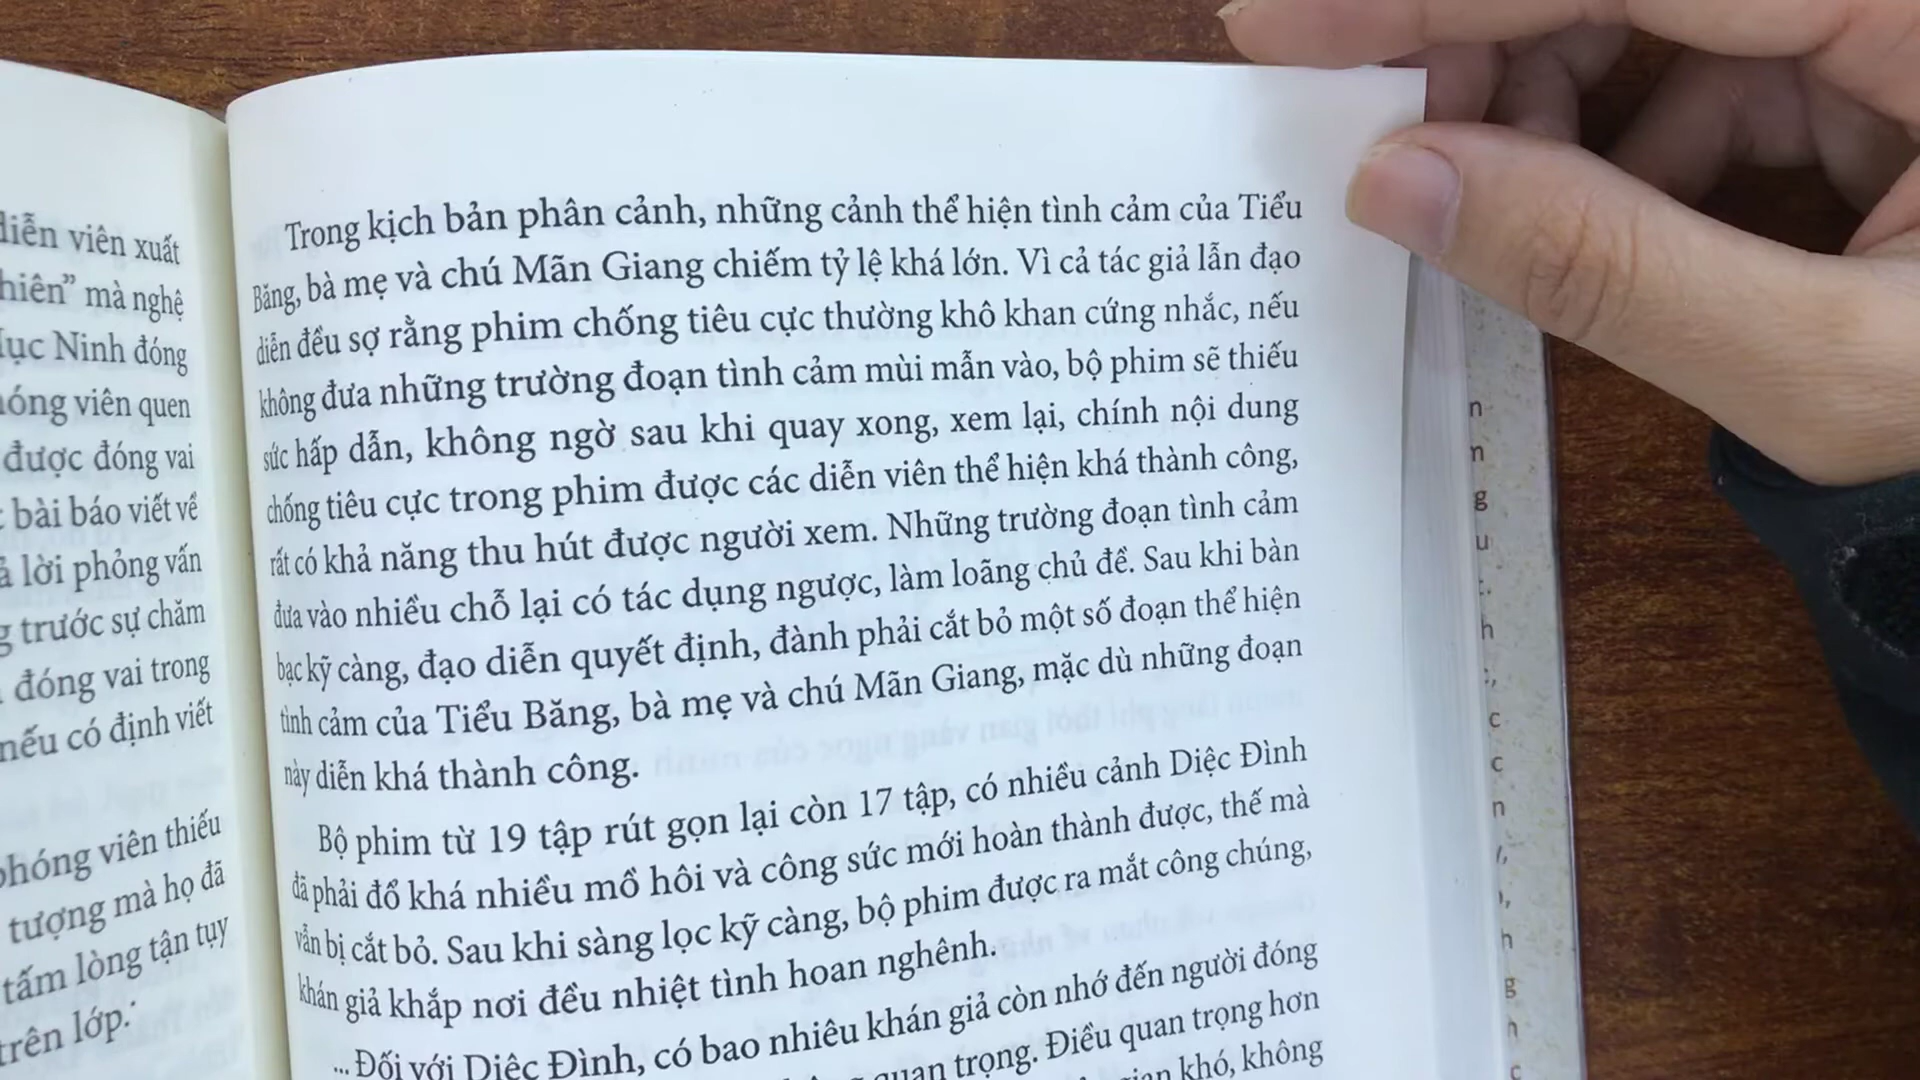 diễn viên xuất
hiên” mà nghệ
Ninh đóng
viên quen
được đóng vai
bài báo viết về
lời phỏng vấn
trước sự chăm
đóng vai trong
nếu có định viết
phóng viên thiếu
tượng mà họ đã
tấm lòng tận tụy
trên lớp.
Trong kịch bản phân cảnh, những cảnh thể hiện tình cảm của Tiểu
Băng, bà mẹ và chú Mãn Giang chiếm tỷ lệ khá lớn. Vì cả tác giả lẫn đạo
diễn đều sợ rằng phim chống tiêu cực thường khô khan cứng nhắc, nếu
không đưa những trường đoạn tình cảm mùi mẫn vào, bộ phim sẽ thiếu
sức hấp dẫn, không ngờ sau khi quay xong, xem lại, chính nội dung
chống tiêu cực trong phim được các diễn viên thể hiện khá thành công,
rất có khả năng thu hút được người xem. Những trường đoạn tình cảm
đưa vào nhiều chỗ lại có tác dụng ngược, làm loãng chủ đề. Sau khi bàn
bạc kỹ càng, đạo diễn quyết định, đành phải cắt bỏ một số đoạn thể hiện
tình cảm của Tiểu Băng, bà mẹ và chú Mãn Giang, mặc dù những đoạn
này diễn khá thành công.
Bộ phim từ 19 tập rút gọn lại còn 17 tập, có nhiều cảnh Diệc Đình
đã phải đổ khá nhiều mồ hôi và công sức mới hoàn thành được, thế mà
vẫn bị cắt bỏ. Sau khi sàng lọc kỹ càng, bộ phim được ra mắt công chúng,
khán giả khắp nơi đều nhiệt tình hoan nghênh.
... Đối với Diệc Đình, có bao nhiêu khán giả còn nhớ đến người đóng
quan trọng. Điều quan trọng hơn
khó, không
n
n
g
u
h
c
c
n
h
g
h
c